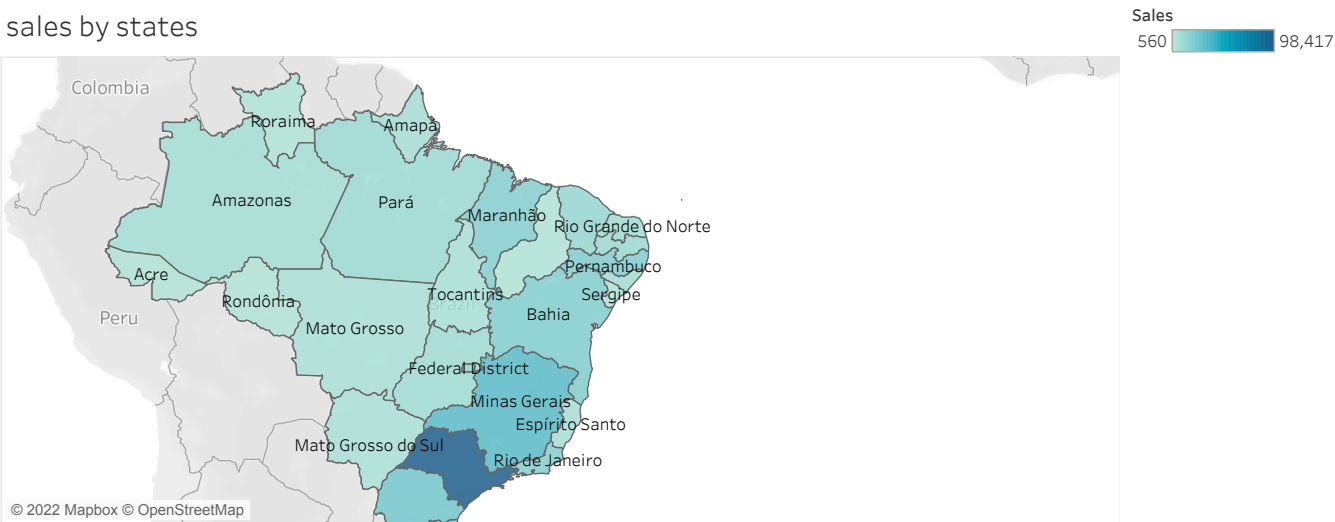 sales by states
Sales
560
98,417
Colombia
Roraima
Amapá
Amazonas
Pará
Maranhão
Rio Grande do Norte
Pernambuco
Acre
Rondônia
Tocantins
Sergipe
Brazil
Peru
Mato Grosso
Bahia
Federal District
Minas Gerais
Espírito Santo
Mato Grosso do Sul
Rio de Janeiro
© 2022 Mapbox © OpenStreetMap